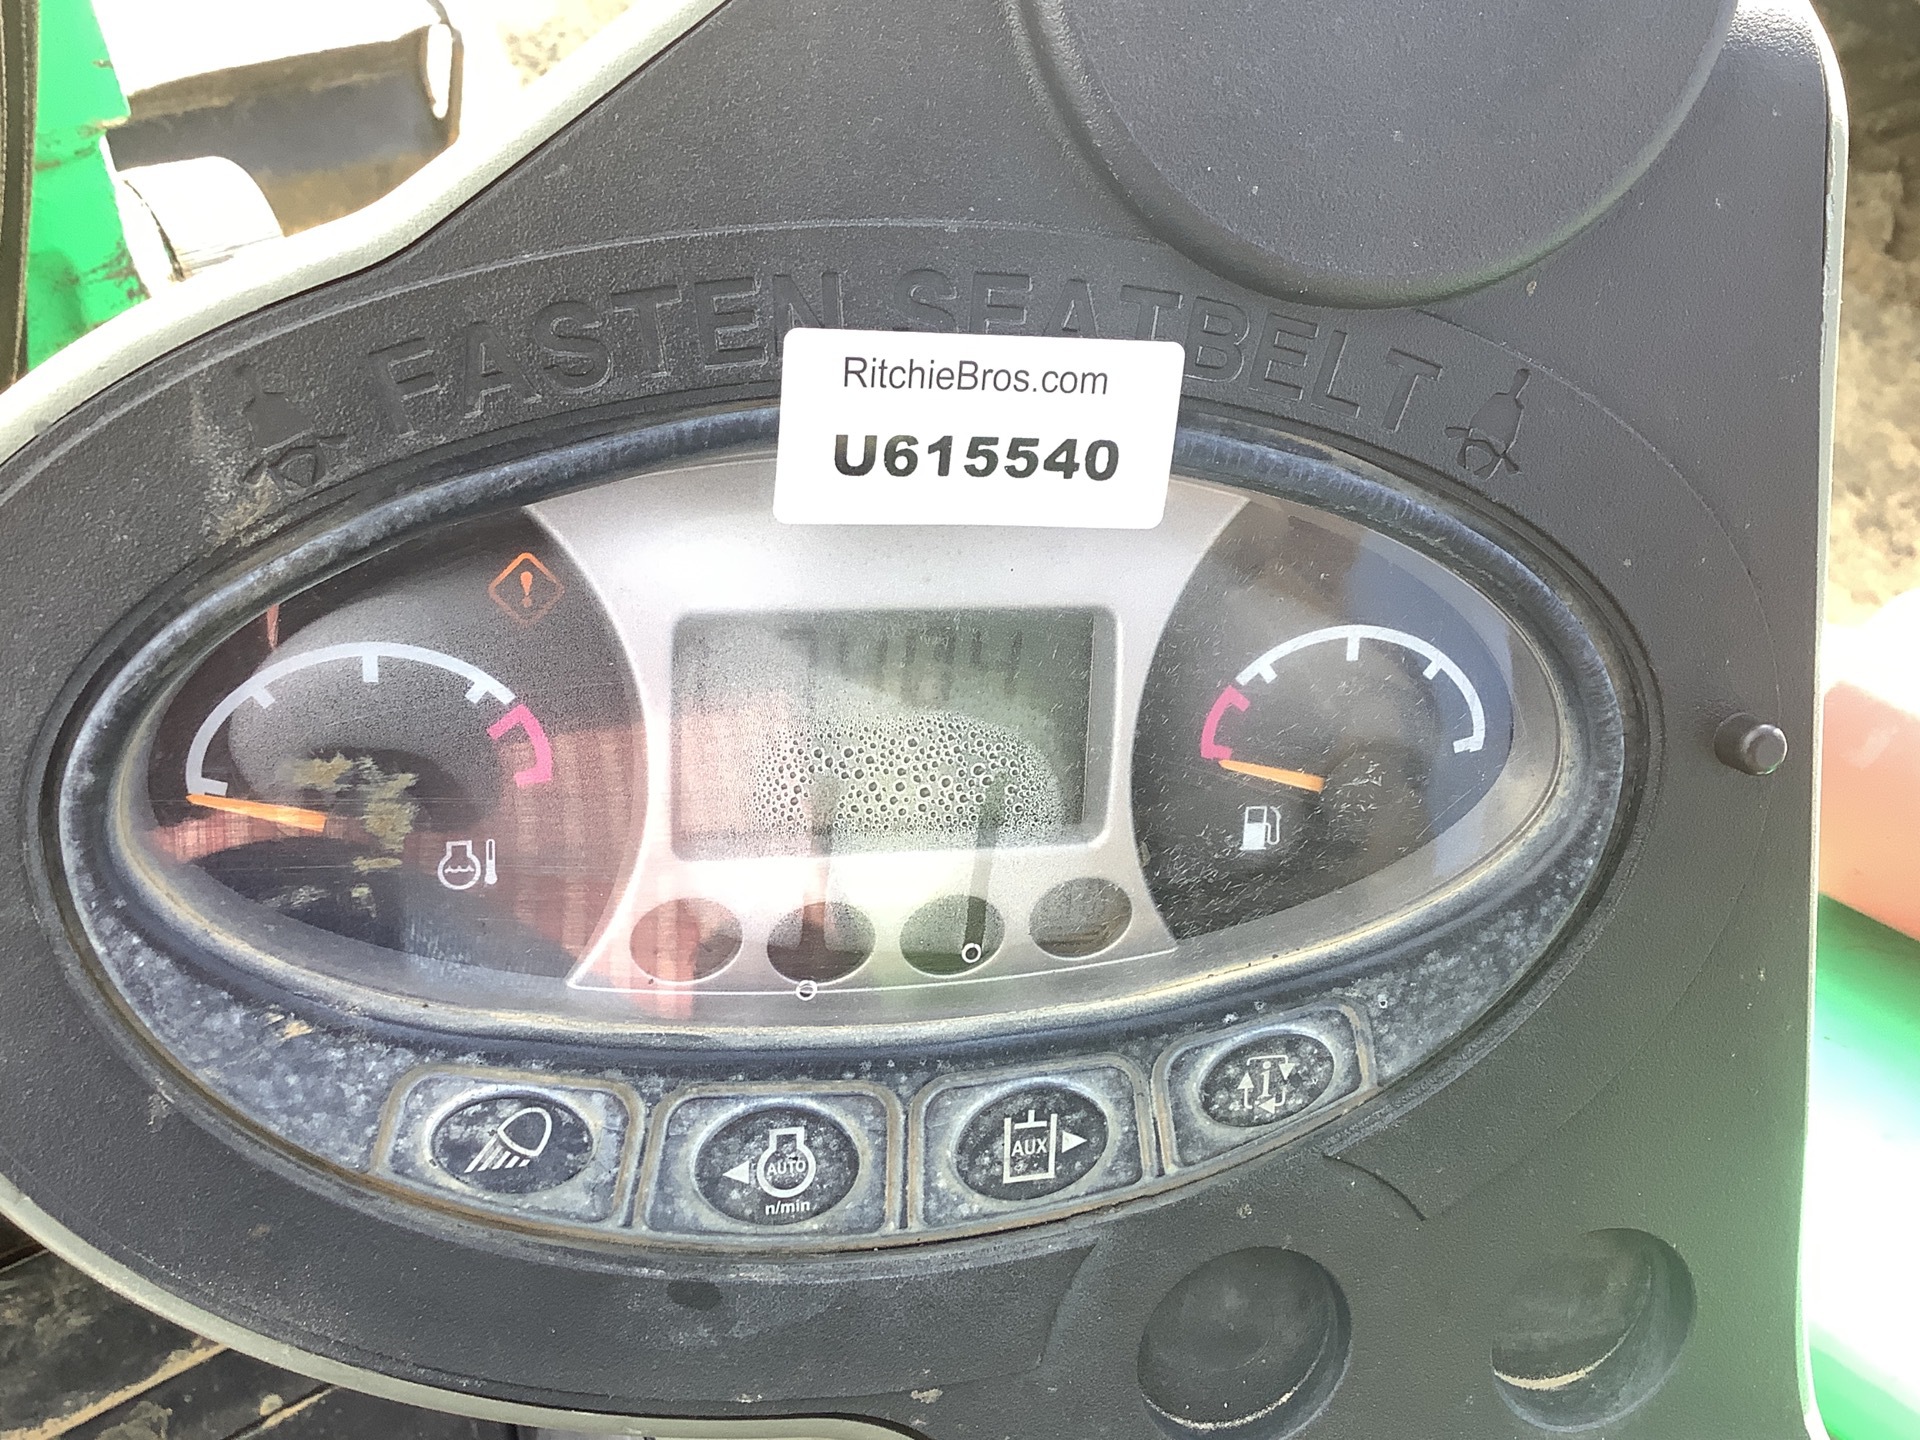 FASTEN SEATBELT
RitchieBros.com
U615540
AUTO
n/min
AUX
i